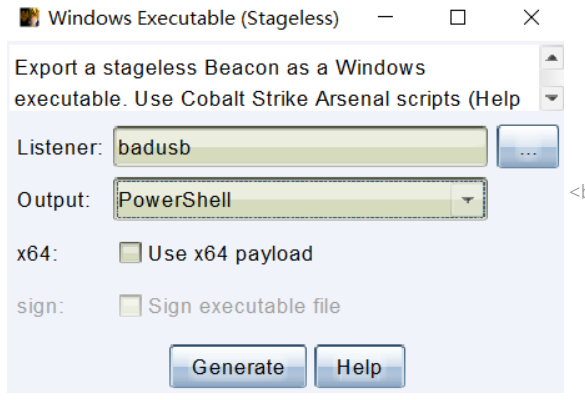 Windows Executable (Stageless)
Export a stageless Beacon as a Windows
executable. Use Cobalt Strike Arsenal scripts (Help
Listener: badusb ...
Output: PowerShell
x64: Use x64 payload
sign: Sign executable file
Generate Help